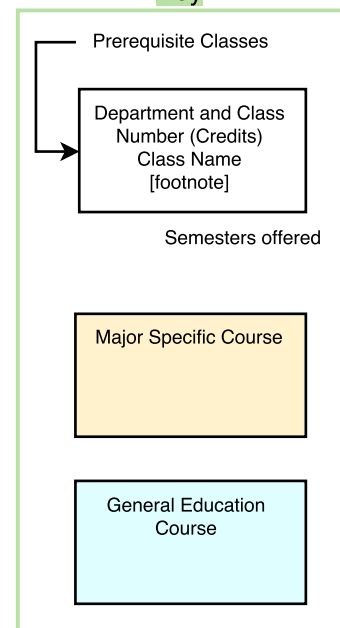 Prerequisite Classes
Department and Class
Number (Credits)
Class Name
[footnote]
Semesters offered
Major Specific Course
General Education
Course